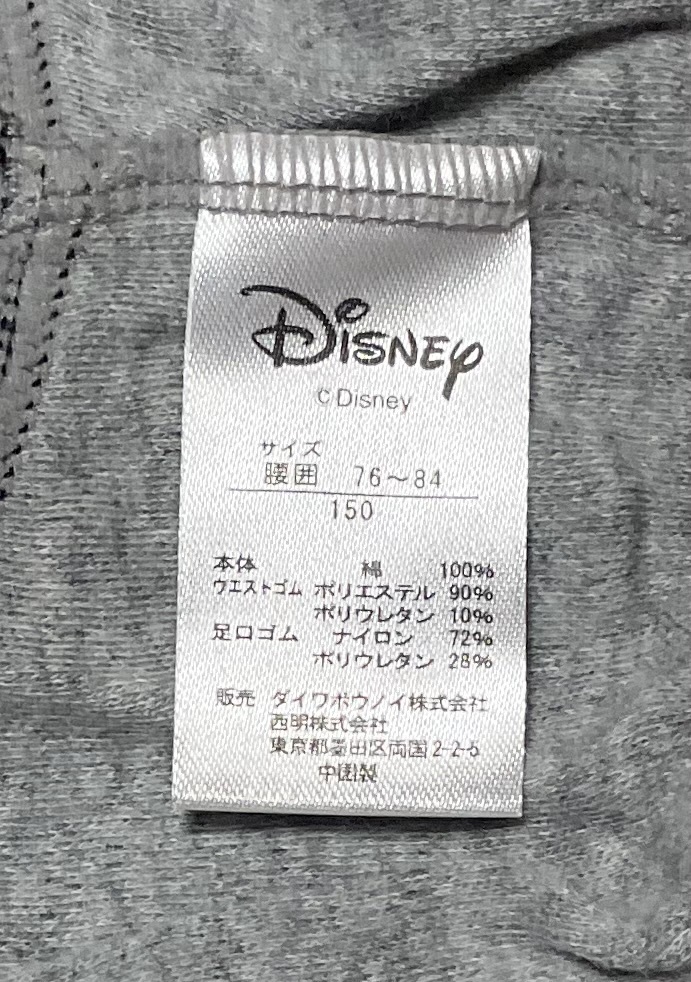 Disney
©Disney
サイズ
腰囲 76～84
150
本体 綿 100%
ウエストゴム ポリエステル 90%
ポリウレタン 10%
足口ゴム ナイロン 72%
ポリウレタン 28%
販売 ダイワボウノイ株式会社
西明株式会社
東京都墨田区両国2-2-5
中国製